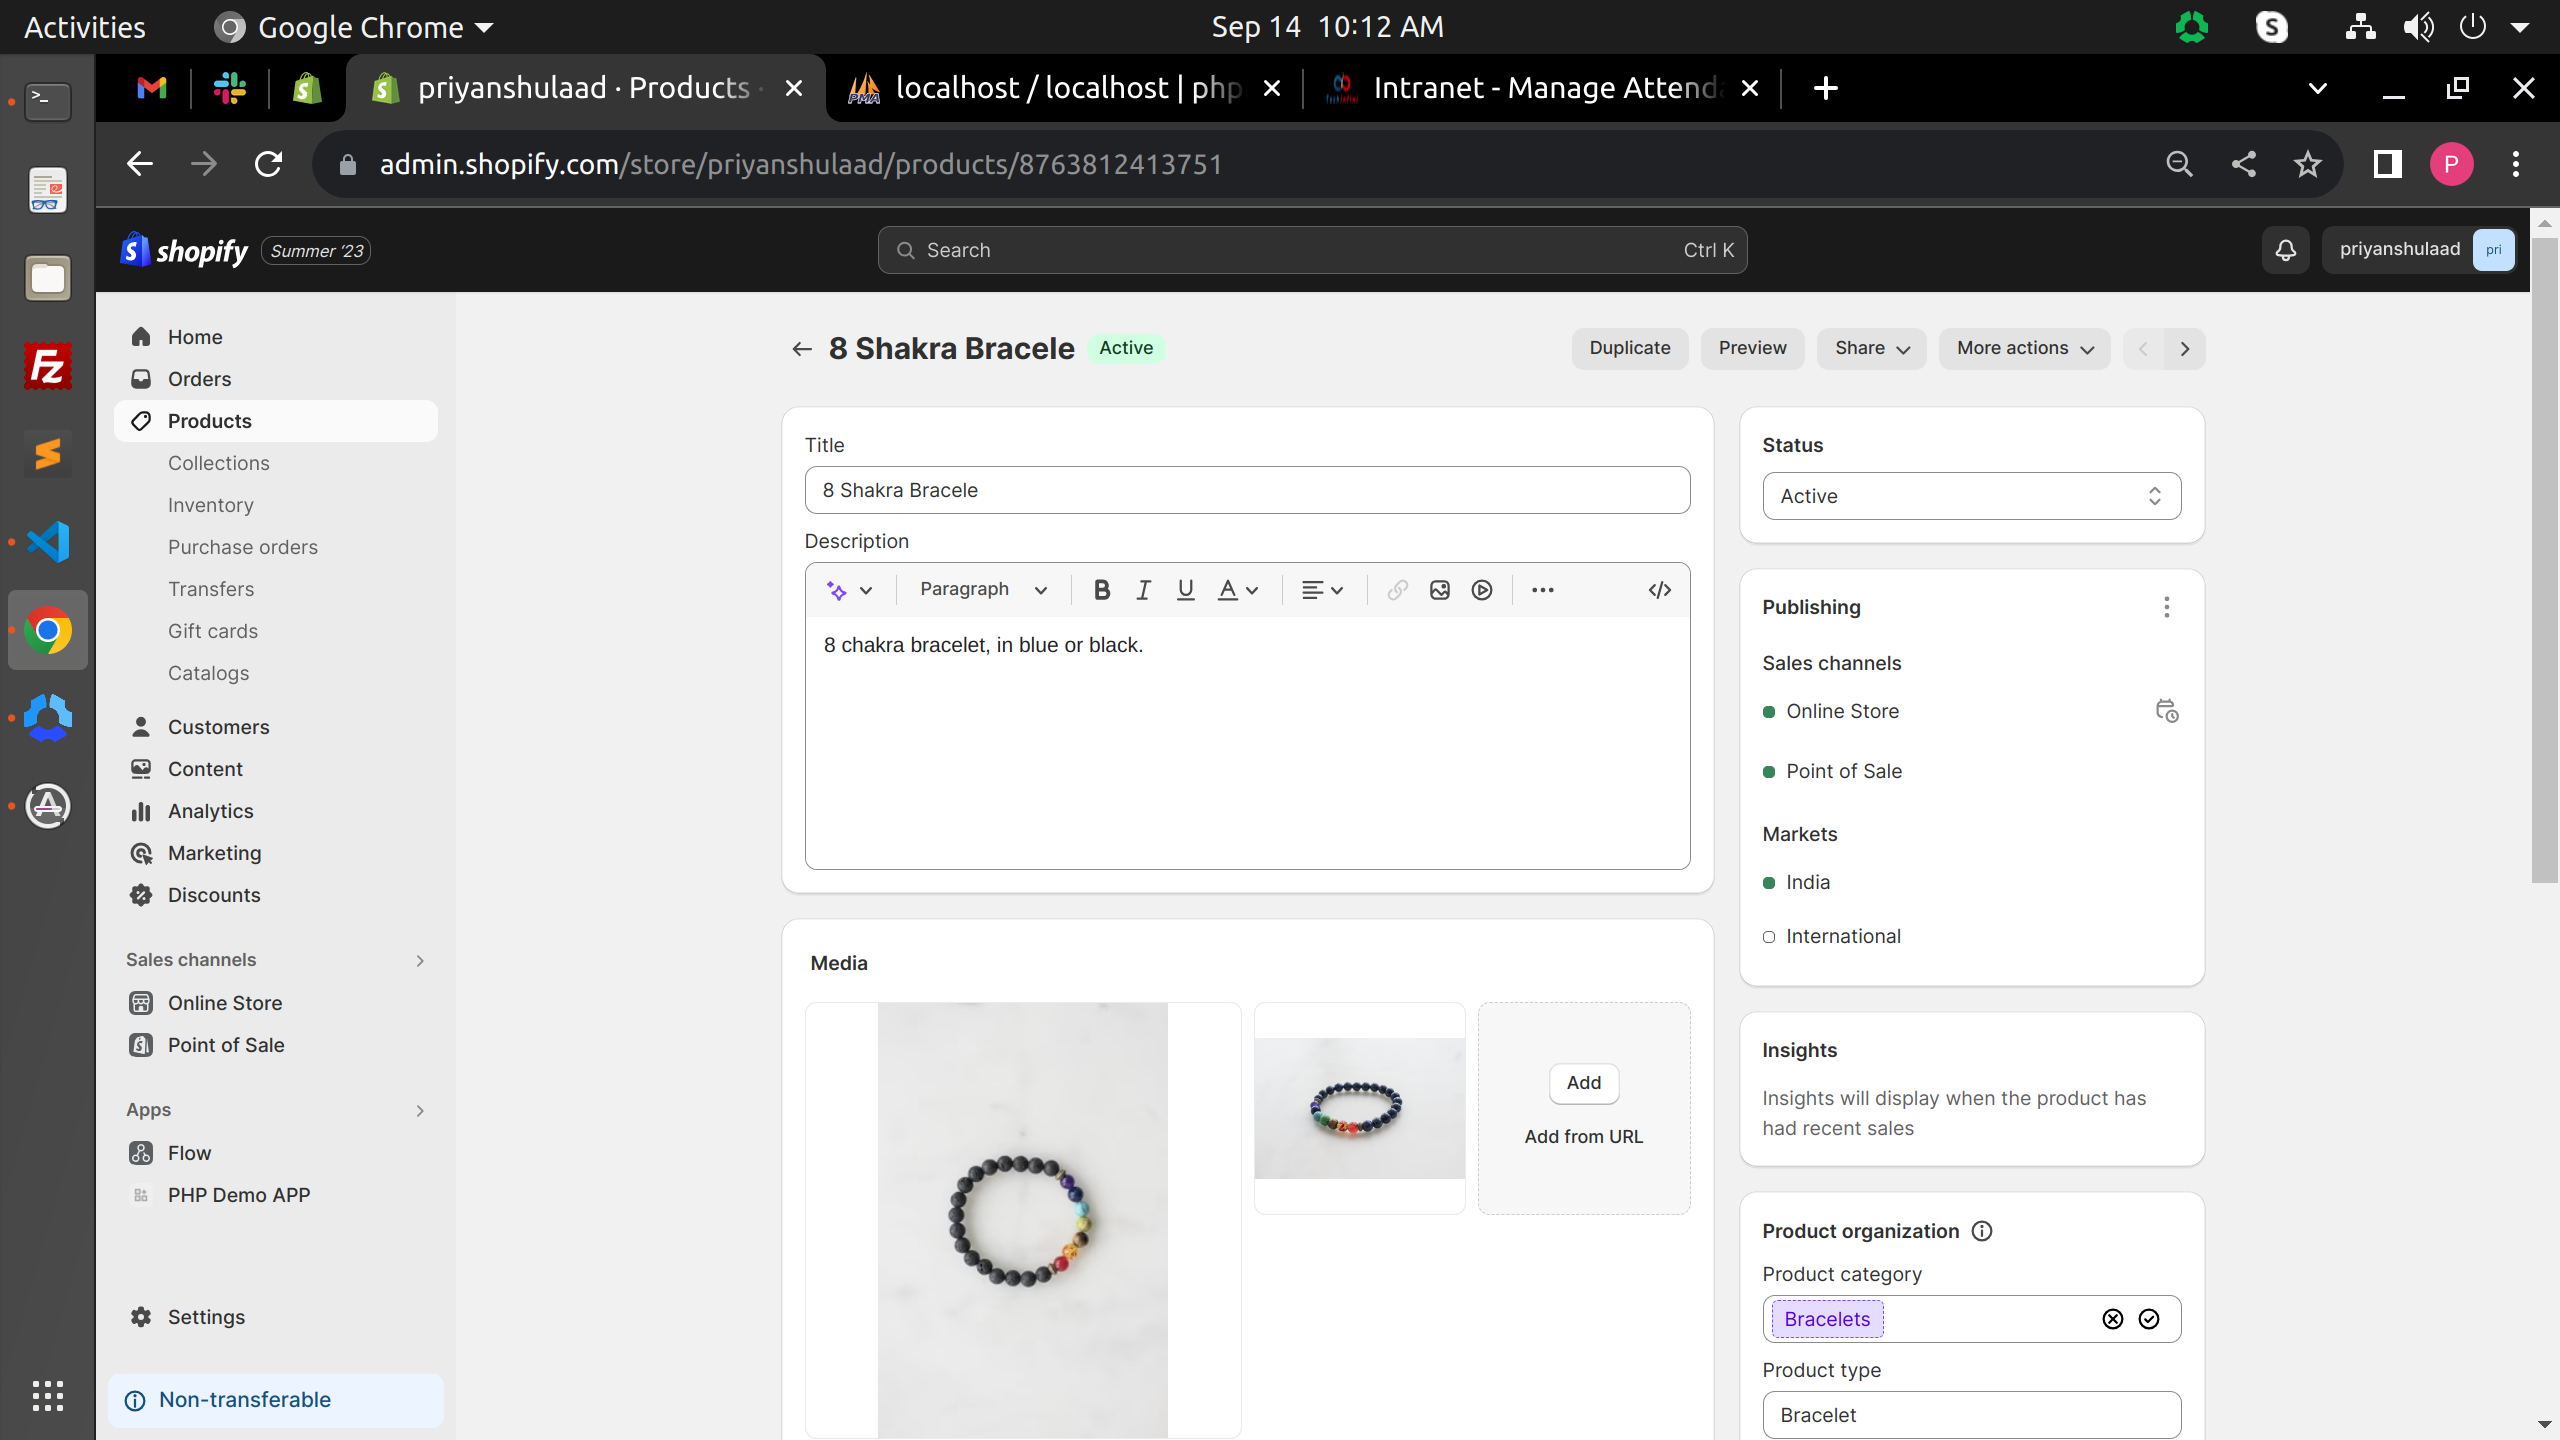 Activities
Google Chrome
Sep 14 10:12 AM
priyanshulaad · Products ·
localhost / localhost | php
Intranet - Manage Attenda
admin.shopify.com/store/priyanshulaad/products/8763812413751
P
shopify
Summer '23
Search
Ctrl K
priyanshulaad
pri
Home
Orders
Products
Collections
Inventory
Purchase orders
Transfers
Gift cards
Catalogs
Customers
Content
Analytics
Marketing
Discounts
Sales channels
Online Store
Point of Sale
Apps
Flow
PHP Demo APP
Settings
Non-transferable
8 Shakra Bracele
Active
Duplicate
Preview
Share
More actions
Title
8 Shakra Bracele
Description
Paragraph
B I U A
8 chakra bracelet, in blue or black.
Media
Add
Add from URL
Status
Active
Publishing
Sales channels
Online Store
Point of Sale
Markets
India
International
Insights
Insights will display when the product has
had recent sales
Product organization
Product category
Bracelets
Product type
Bracelet